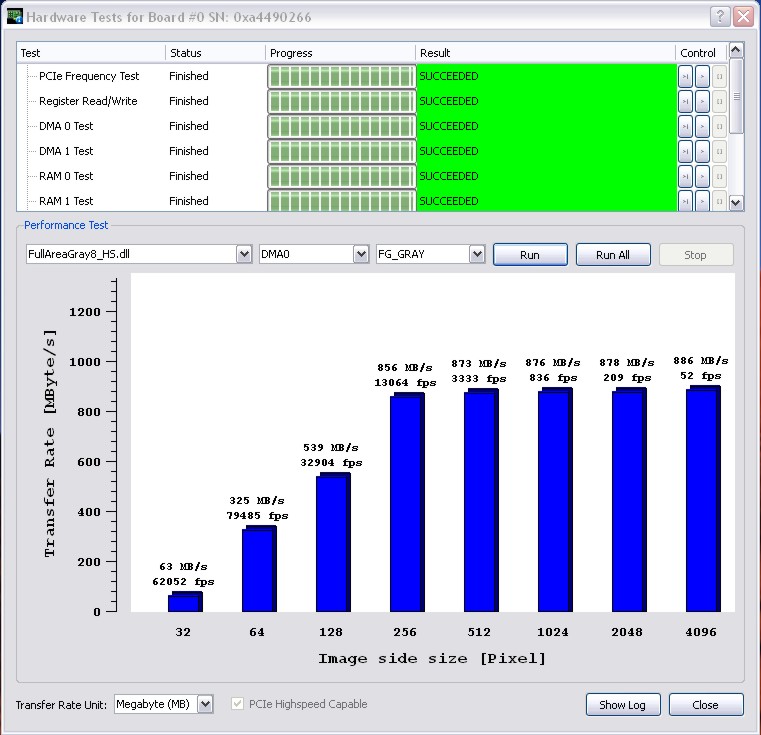 Hardware Tests for Board #0 SN: 0xa4490266
Test Status Progress Result Control
PCIe Frequency Test Finished SUCCEEDED
Register Read/Write Finished SUCCEEDED
DMA 0 Test Finished SUCCEEDED
DMA 1 Test Finished SUCCEEDED
RAM 0 Test Finished SUCCEEDED
RAM 1 Test Finished SUCCEEDED
Performance Test
FullAreaGray8_HS.dll DMA0 FG_GRAY Run Run All Stop
Transfer Rate [MByte/s]
1200
1000
800
600
400
200
0
63 MB/s
62052 fps
325 MB/s
79485 fps
539 MB/s
32904 fps
856 MB/s
13064 fps
873 MB/s
3333 fps
876 MB/s
836 fps
878 MB/s
209 fps
886 MB/s
52 fps
32 64 128 256 512 1024 2048 4096
Image side size [Pixel]
Transfer Rate Unit: Megabyte (MB) PCIe Highspeed Capable Show Log Close